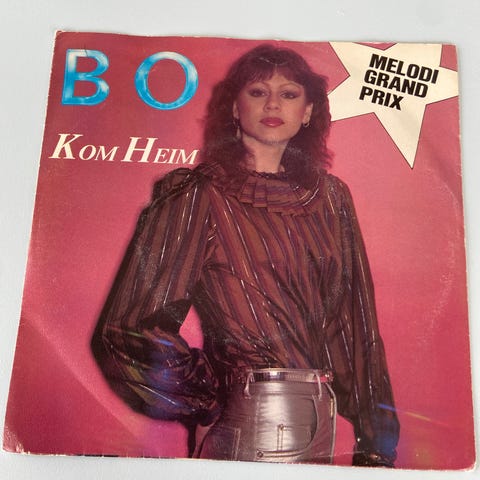 BO
KOM HEIM
MELODI
GRAND
PRIX